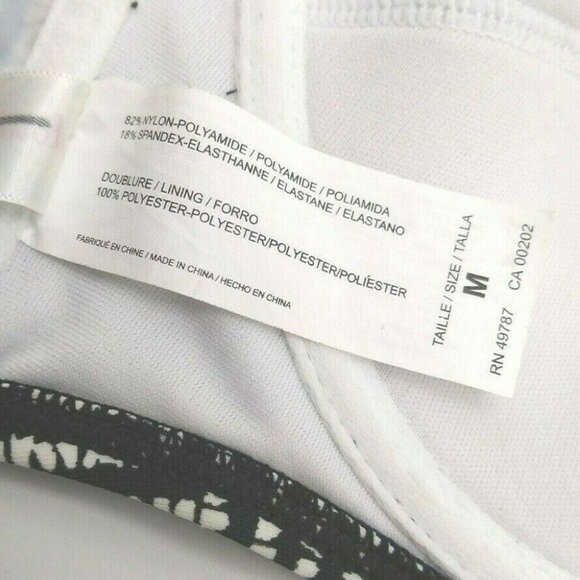 82% NYLON-POLYAMIDE / POLYAMIDE / POLIAMIDA
18% SPANDEX-ELASTHANNE / ELASTANE / ELASTANO
DOUBLURE / LINING / FORRO
100% POLYESTER-POLYESTER/POLYESTER/POLÍESTER
FABRIQUÉ EN CHINE / MADE IN CHINA / HECHO EN CHINA
TAILLE / SIZE / TALLA
M
RN 49787 CA 00202